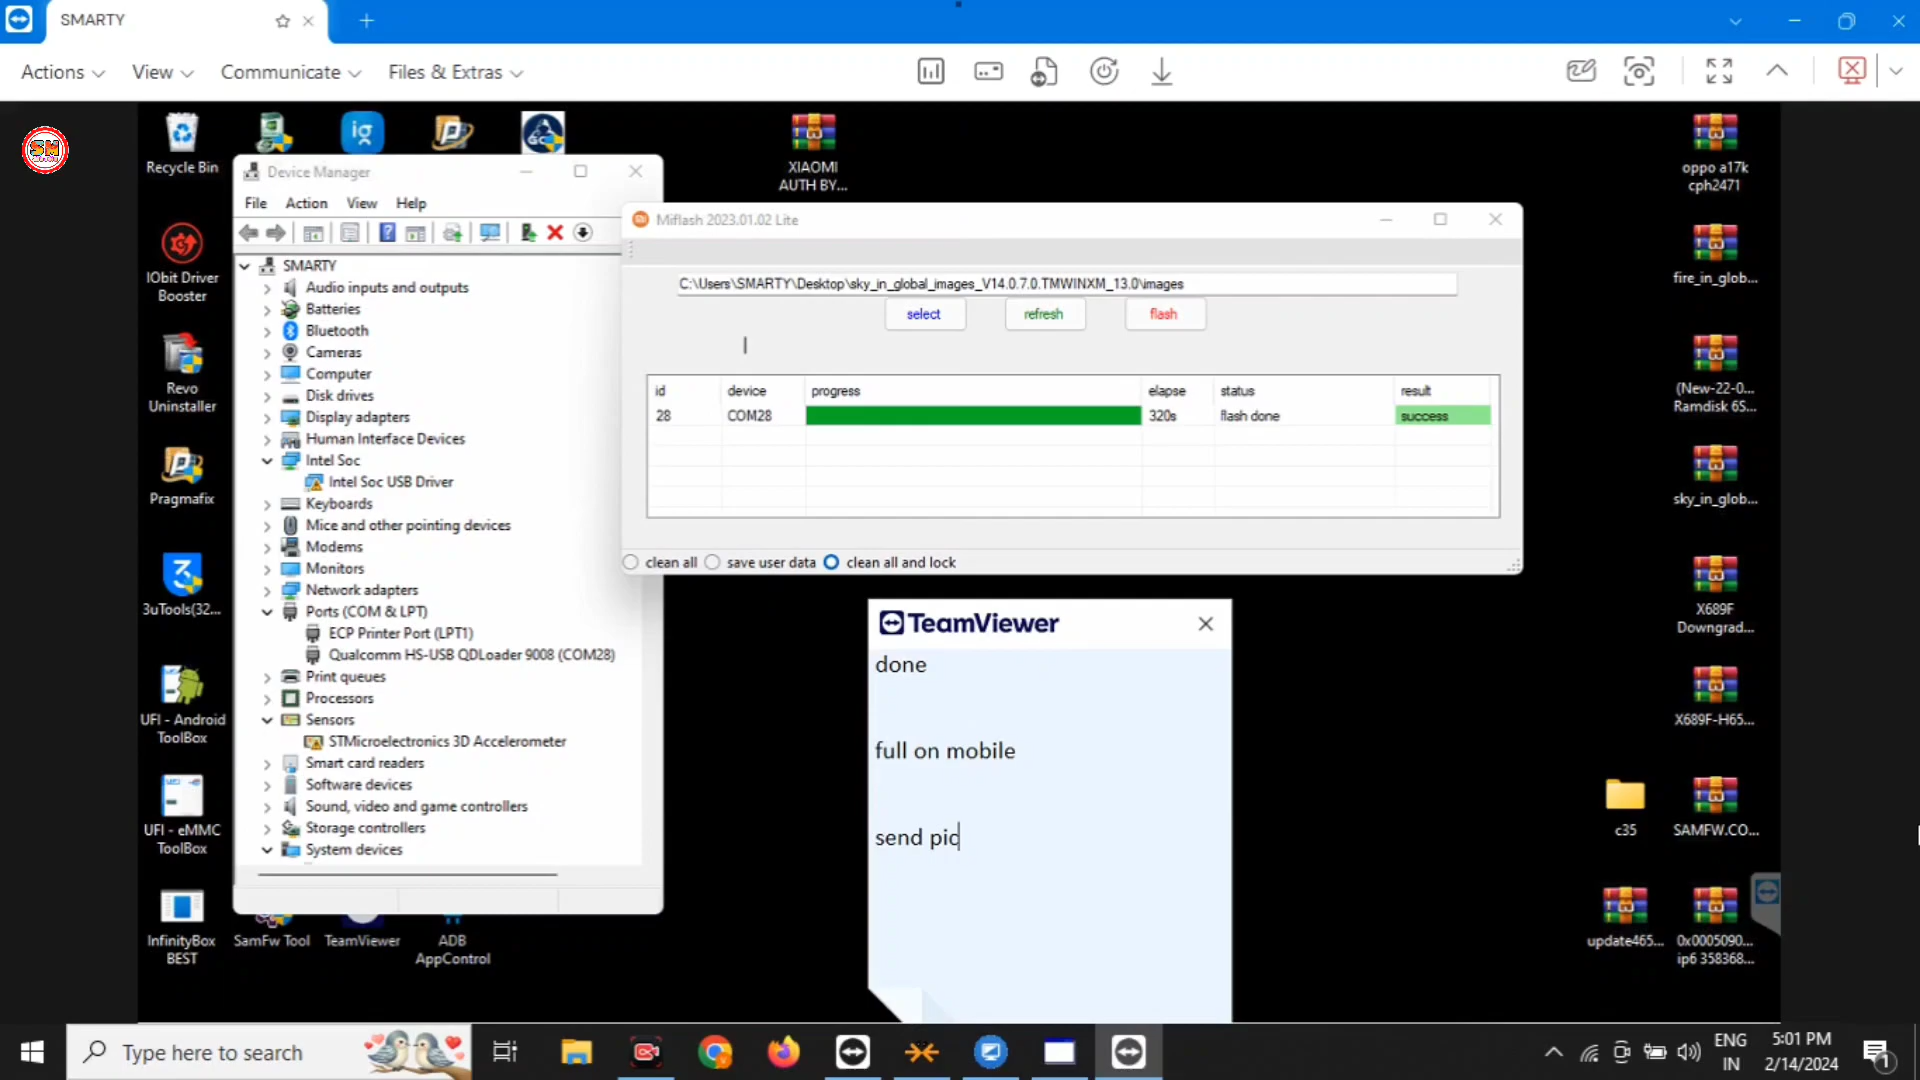 SMARTY
Actions
View
Communicate
Files & Extras
SM
Recycle Bin
IObit Driver
Booster
Revo
Uninstaller
Pragmafix
3uTools(32...
UFI - Android
ToolBox
UFI - eMMC
ToolBox
InfinityBox
BEST
SamFw Tool
TeamViewer
ADB
AppControl
Device Manager
File
Action
View
Help
SMARTY
Audio inputs and outputs
Batteries
Bluetooth
Cameras
Computer
Disk drives
Display adapters
Human Interface Devices
Intel Soc
Intel Soc USB Driver
Keyboards
Mice and other pointing devices
Modems
Monitors
Network adapters
Ports (COM & LPT)
ECP Printer Port (LPT1)
Qualcomm HS-USB QDLoader 9008 (COM28)
Print queues
Processors
Sensors
STMicroelectronics 3D Accelerometer
Smart card readers
Software devices
Sound, video and game controllers
Storage controllers
System devices
XIAOMI
AUTH BY...
Miflash 2023.01.02 Lite
C:\Users\SMARTY\Desktop\sky_in_global_images_V14.0.7.0.TMWINXM_13.0\images
select
refresh
flash
id device progress elapse status result
28 COM28 320s flash done success
clean all save user data clean all and lock
TeamViewer
done
full on mobile
send pic
oppo a17k
cph2471
fire_in_glob...
(New-22-0...
Ramdisk 6S...
sky_in_glob...
X689F
Downgrad...
X689F-H65...
c35
SAMFW.CO...
update465...
0x0005090...
ip6 358368...
Type here to search
ENG
IN
5:01 PM
2/14/2024
1